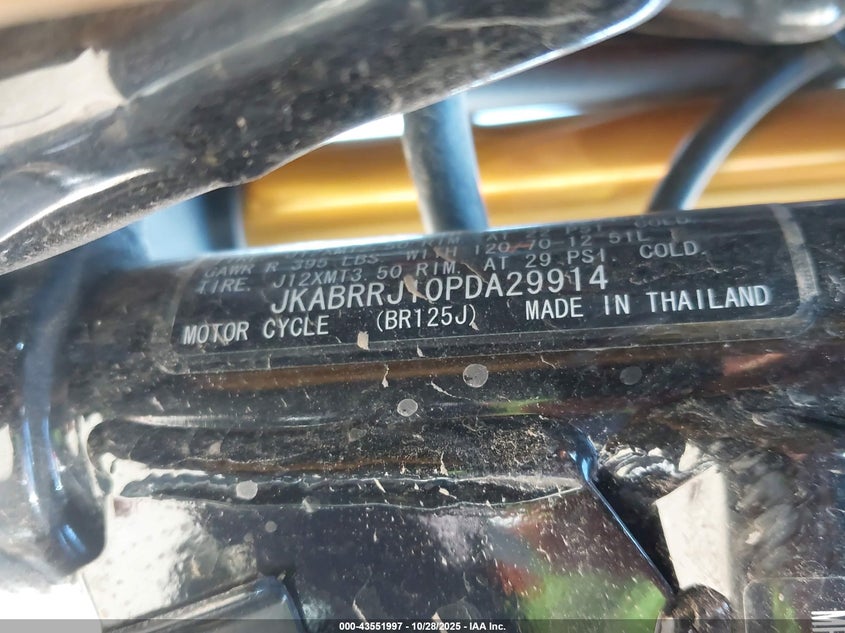 GAWR R 395 LBS. WITH 120/70-12 51L
TIRE, J12XMT3.50 RIM, AT 29 PSI COLD.
JKABRRJ10PDA29914
MOTOR CYCLE (BR125J) MADE IN THAILAND
000-43551997 - 10/28/2025 - IAA Inc.